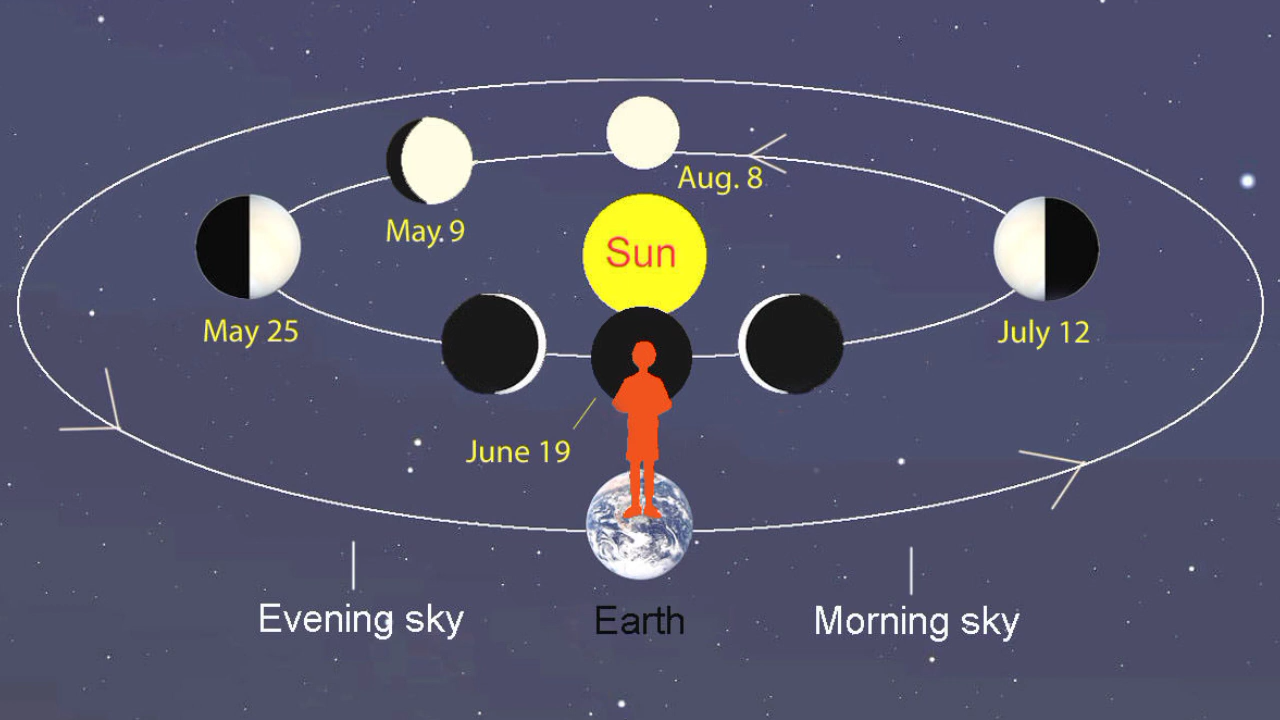 Aug. 8
May. 9
Sun
May 25
July 12
June 19
Evening sky
Earth
Morning sky